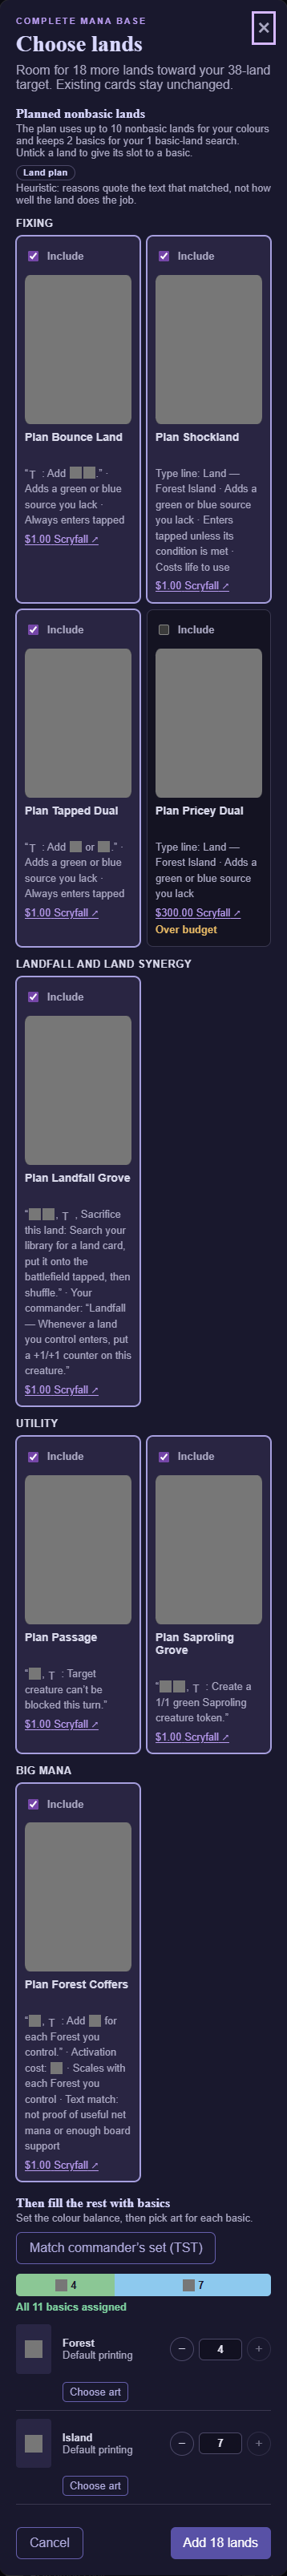 COMPLETE MANA BASE
Choose lands
×
Room for 18 more lands toward your 38-land
target. Existing cards stay unchanged.
Planned nonbasic lands
The plan uses up to 10 nonbasic lands for your colours
and keeps 2 basics for your 1 basic-land search.
Untick a land to give its slot to a basic.
Land plan
Heuristic: reasons quote the text that matched, not how
well the land does the job.
FIXING
Include
Plan Bounce Land
“T : Add .” ·
Adds a green or blue
source you lack ·
Always enters tapped
$1.00 Scryfall ↗
Include
Plan Shockland
Type line: Land —
Forest Island · Adds a
green or blue source
you lack · Enters
tapped unless its
condition is met ·
Costs life to use
$1.00 Scryfall ↗
Include
Plan Tapped Dual
“T : Add or .” ·
Adds a green or blue
source you lack ·
Always enters tapped
$1.00 Scryfall ↗
Include
Plan Pricey Dual
Type line: Land —
Forest Island · Adds a
green or blue source
you lack
$300.00 Scryfall ↗
Over budget
LANDFALL AND LAND SYNERGY
Include
Plan Landfall Grove
“, T , Sacrifice
this land: Search your
library for a land card,
put it onto the
battlefield tapped, then
shuffle.” · Your
commander: “Landfall
— Whenever a land
you control enters, put
a +1/+1 counter on this
creature.”
$1.00 Scryfall ↗
UTILITY
Include
Plan Passage
“, T : Target
creature can’t be
blocked this turn.”
$1.00 Scryfall ↗
Include
Plan Saproling
Grove
“, T : Create a
1/1 green Saproling
creature token.”
$1.00 Scryfall ↗
BIG MANA
Include
Plan Forest Coffers
“, T : Add for
each Forest you
control.” · Activation
cost: · Scales with
each Forest you
control · Text match:
not proof of useful net
mana or enough board
support
$1.00 Scryfall ↗
Then fill the rest with basics
Set the colour balance, then pick art for each basic.
Match commander’s set (TST)
4
7
All 11 basics assigned
Forest
Default printing
− 4 +
Choose art
Island
Default printing
− 7 +
Choose art
Cancel
Add 18 lands